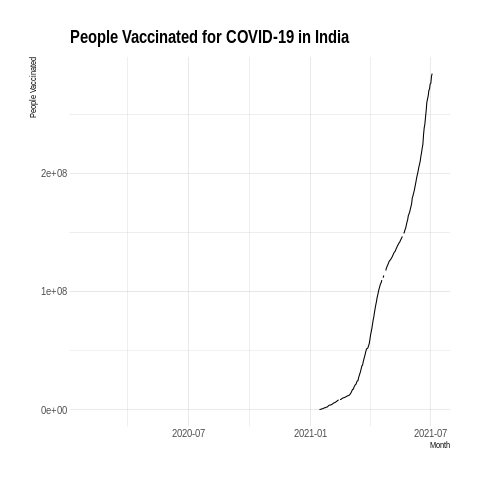 People Vaccinated for COVID-19 in India
People Vaccinated
2e+08
1e+08
0e+00
2020-07 2021-01 2021-07
Month